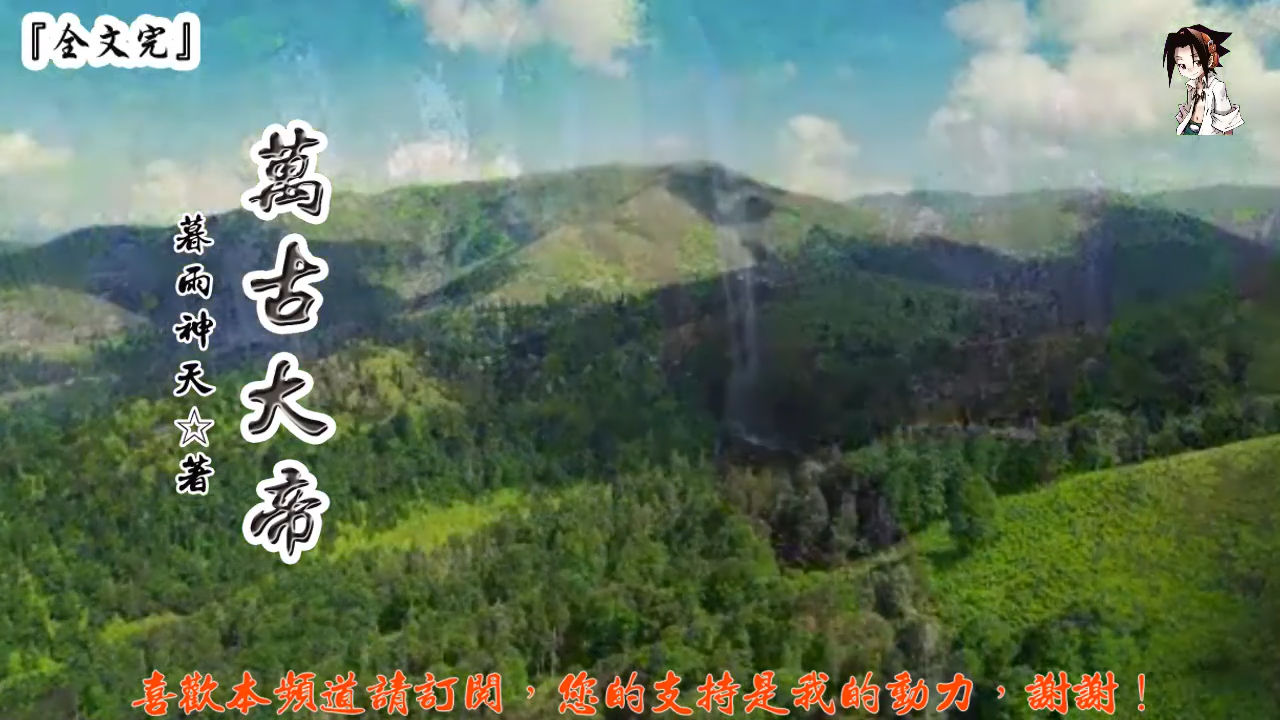 『全文完』
萬古大帝
暮雨神天☆著
喜歡本頻道請訂閱，您的支持是我的動力，謝謝！